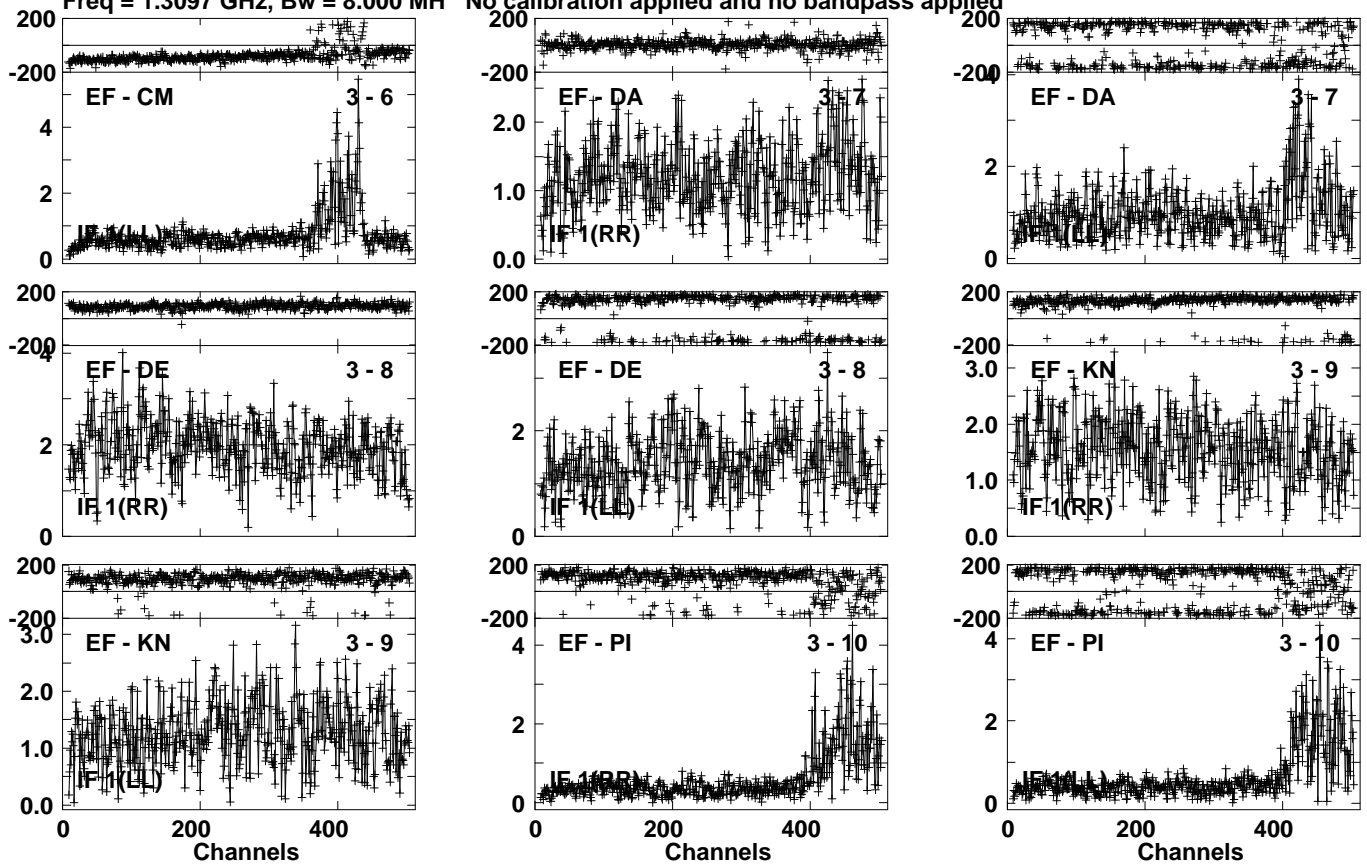 Freq = 1.3097 GHz, Bw = 8.000 MH No calibration applied and no bandpass applied
200
-200
EF - CM 3 - 6
4
2
0
IF 1(LL)
200
-200
EF - DA 3 - 7
2.0
1.0
0.0
IF 1(RR)
200
-200
4
EF - DA 3 - 7
2
0
IF 1(LL)
200
-200
4
EF - DE 3 - 8
2
0
IF 1(RR)
200
-200
EF - DE 3 - 8
2
0
IF 1(LL)
200
-200
EF - KN 3 - 9
3.0
2.0
1.0
0.0
IF 1(RR)
200
-200
EF - KN 3 - 9
3.0
2.0
1.0
0.0
IF 1(LL)
0 200 400
Channels
200
-200
EF - PI 3 - 10
4
2
0
IF 1(RR)
0 200 400
Channels
200
-200
EF - PI 3 - 10
4
2
0
IF 1(LL)
0 200 400
Channels